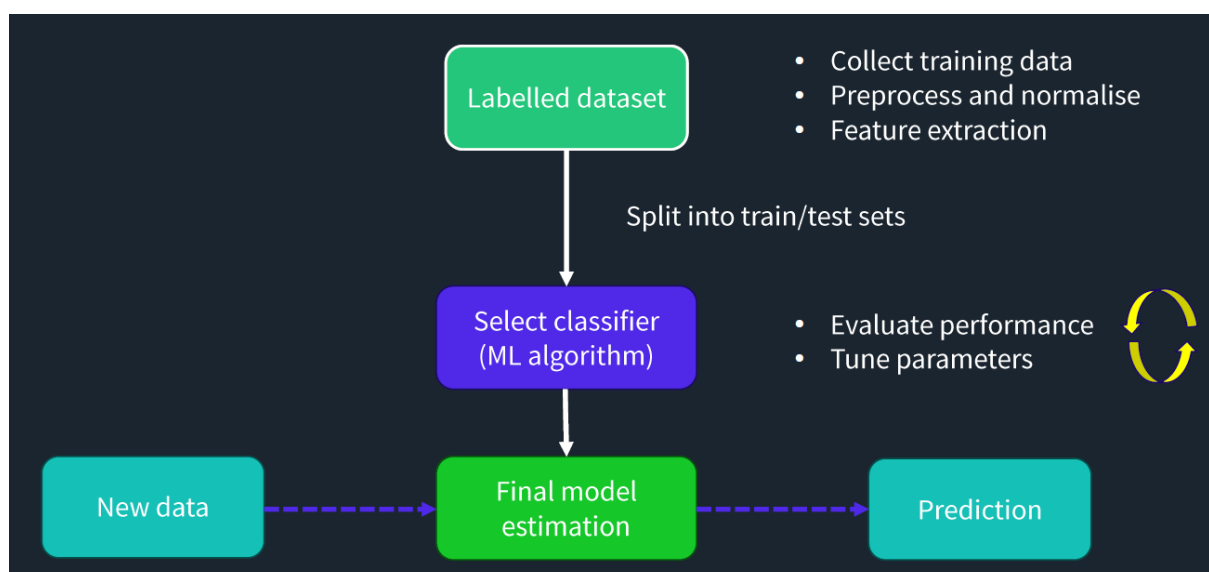 Labelled dataset
• Collect training data
• Preprocess and normalise
• Feature extraction
Split into train/test sets
Select classifier
(ML algorithm)
• Evaluate performance
• Tune parameters
New data
Final model
estimation
Prediction